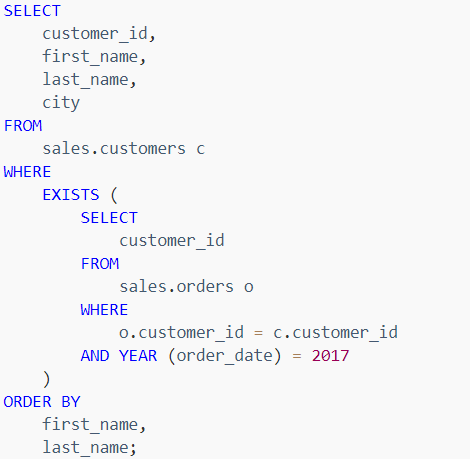 SELECT
    customer_id,
    first_name,
    last_name,
    city
FROM
    sales.customers c
WHERE
    EXISTS (
        SELECT
            customer_id
        FROM
            sales.orders o
        WHERE
            o.customer_id = c.customer_id
        AND YEAR (order_date) = 2017
    )
ORDER BY
    first_name,
    last_name;